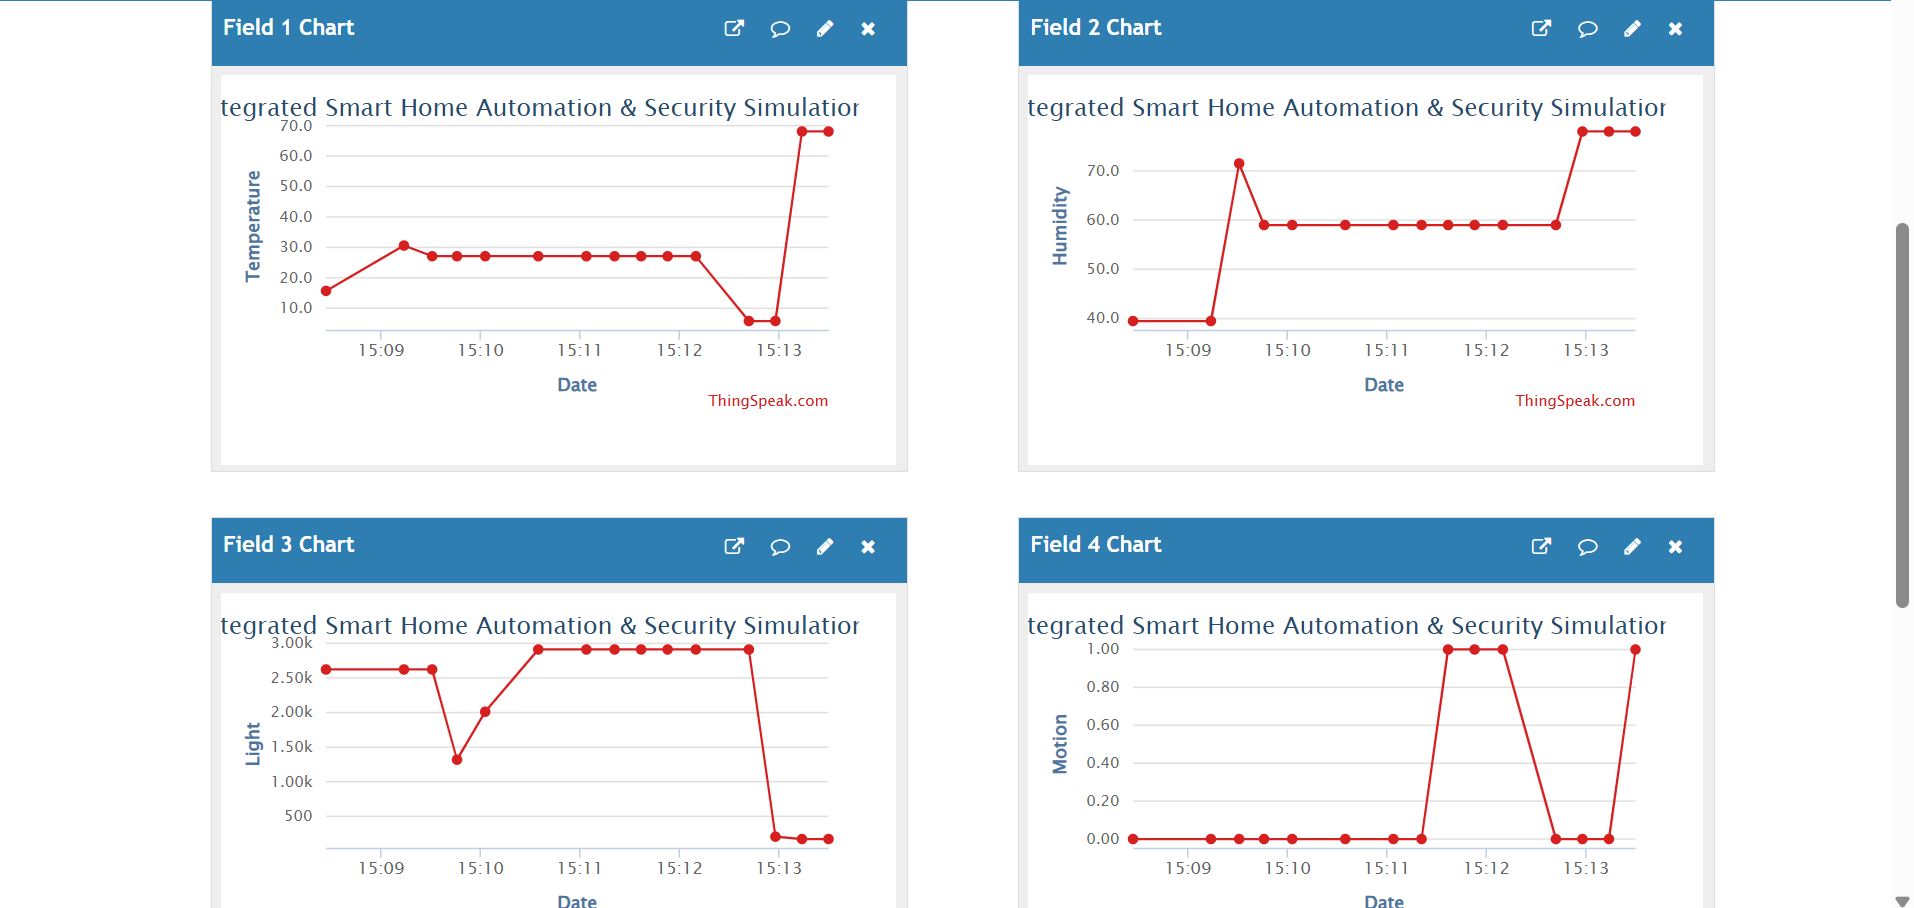 Field 1 Chart
tegrated Smart Home Automation & Security Simulation
70.0
60.0
50.0
40.0
30.0
20.0
10.0
Temperature
15:09 15:10 15:11 15:12 15:13
Date
ThingSpeak.com
Field 2 Chart
tegrated Smart Home Automation & Security Simulation
70.0
60.0
50.0
40.0
Humidity
15:09 15:10 15:11 15:12 15:13
Date
ThingSpeak.com
Field 3 Chart
tegrated Smart Home Automation & Security Simulation
3.00k
2.50k
2.00k
1.50k
1.00k
500
Light
15:09 15:10 15:11 15:12 15:13
Date
Field 4 Chart
tegrated Smart Home Automation & Security Simulation
1.00
0.80
0.60
0.40
0.20
0.00
Motion
15:09 15:10 15:11 15:12 15:13
Date